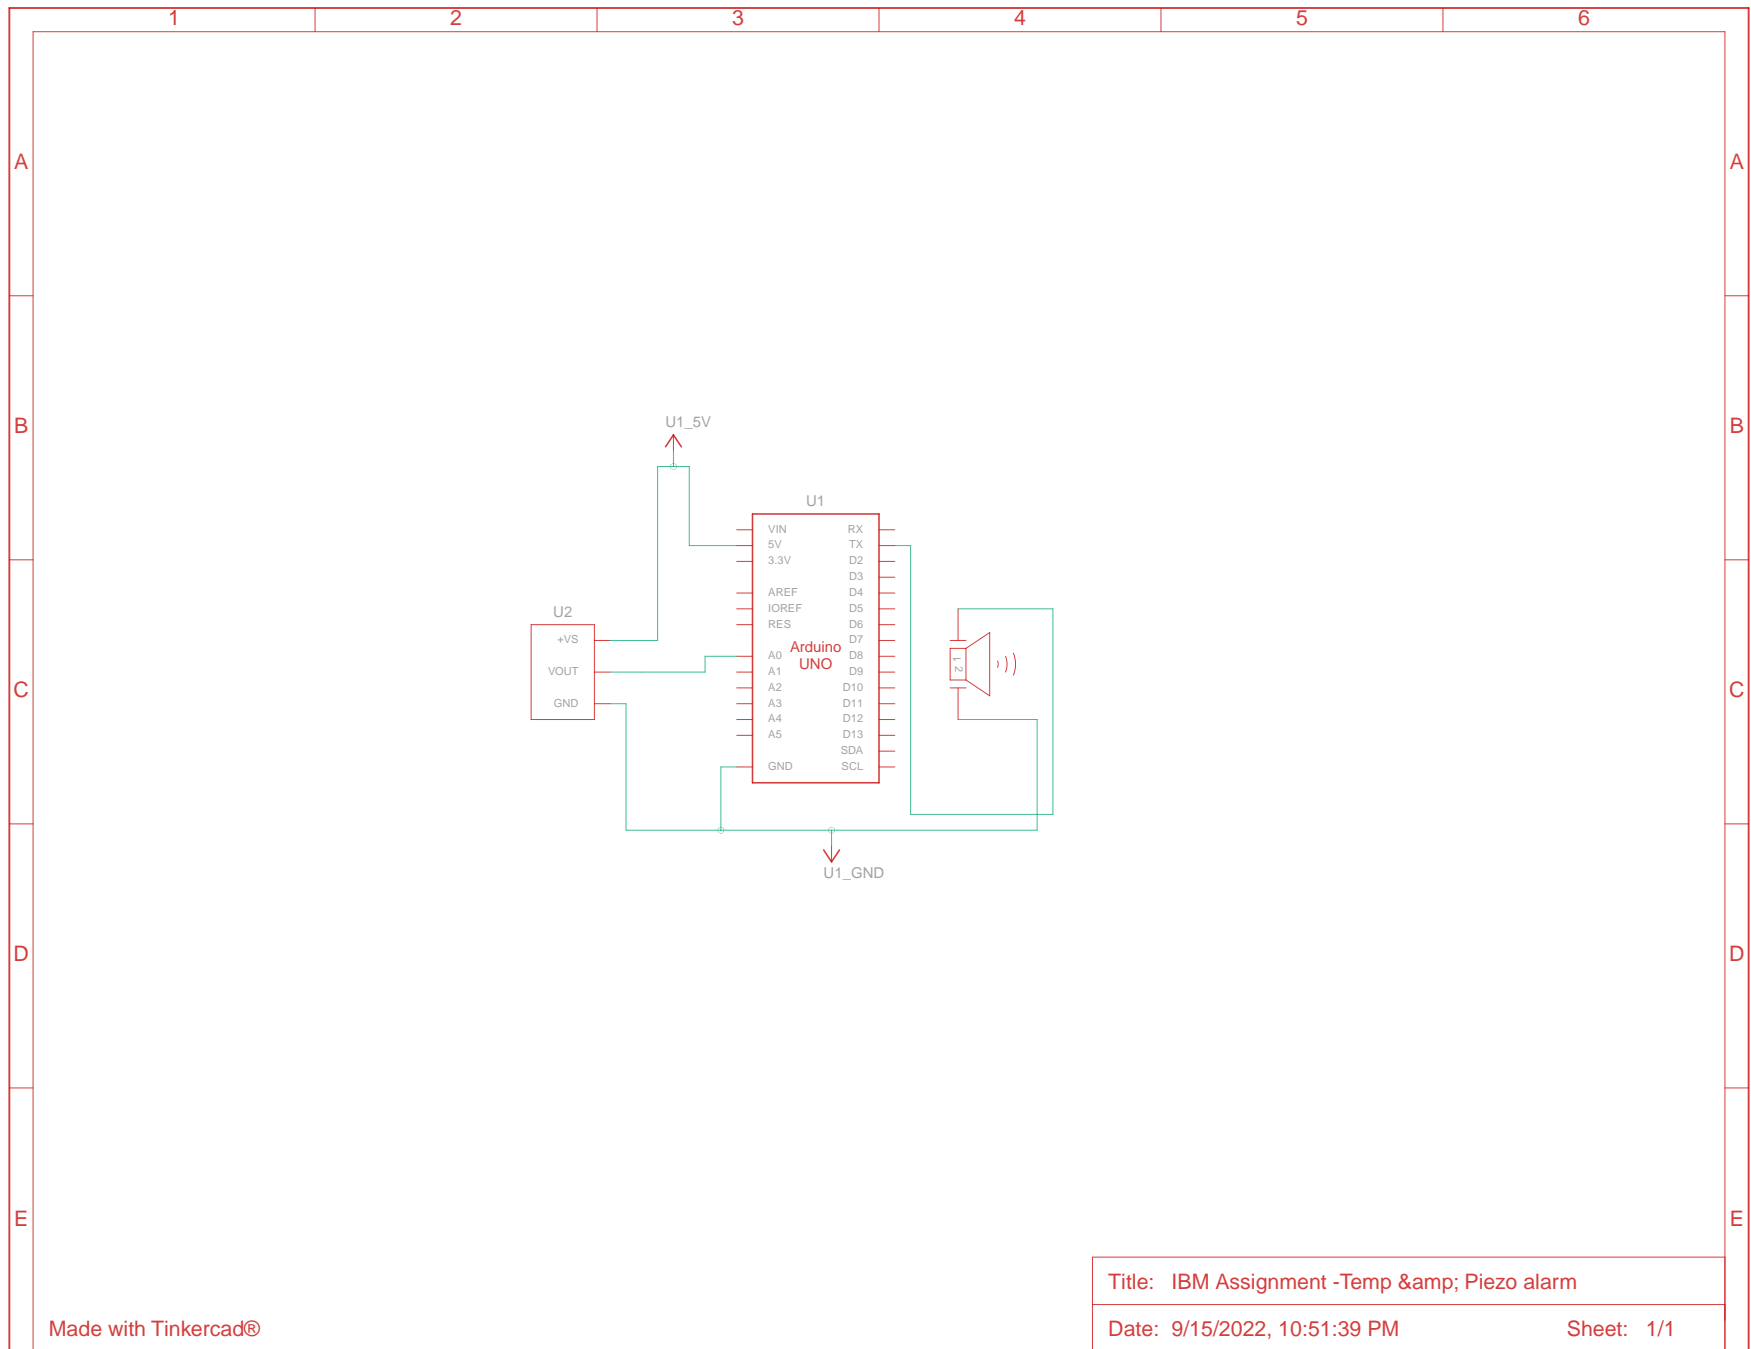 1 2 3 4 5 6
A A
B B
U1_5V
U1
VIN RX
5V TX
3.3V D2
D3
AREF D4
IOREF D5
RES D6
D7
A0 D8
A1 D9
A2 D10
A3 D11
A4 D12
A5 D13
SDA
GND SCL
Arduino
UNO
U2
+VS
VOUT
GND
1 2
C C
U1_GND
D D
E E
Title: IBM Assignment -Temp &amp;amp; Piezo alarm
Made with Tinkercad®
Date: 9/15/2022, 10:51:39 PM Sheet: 1/1